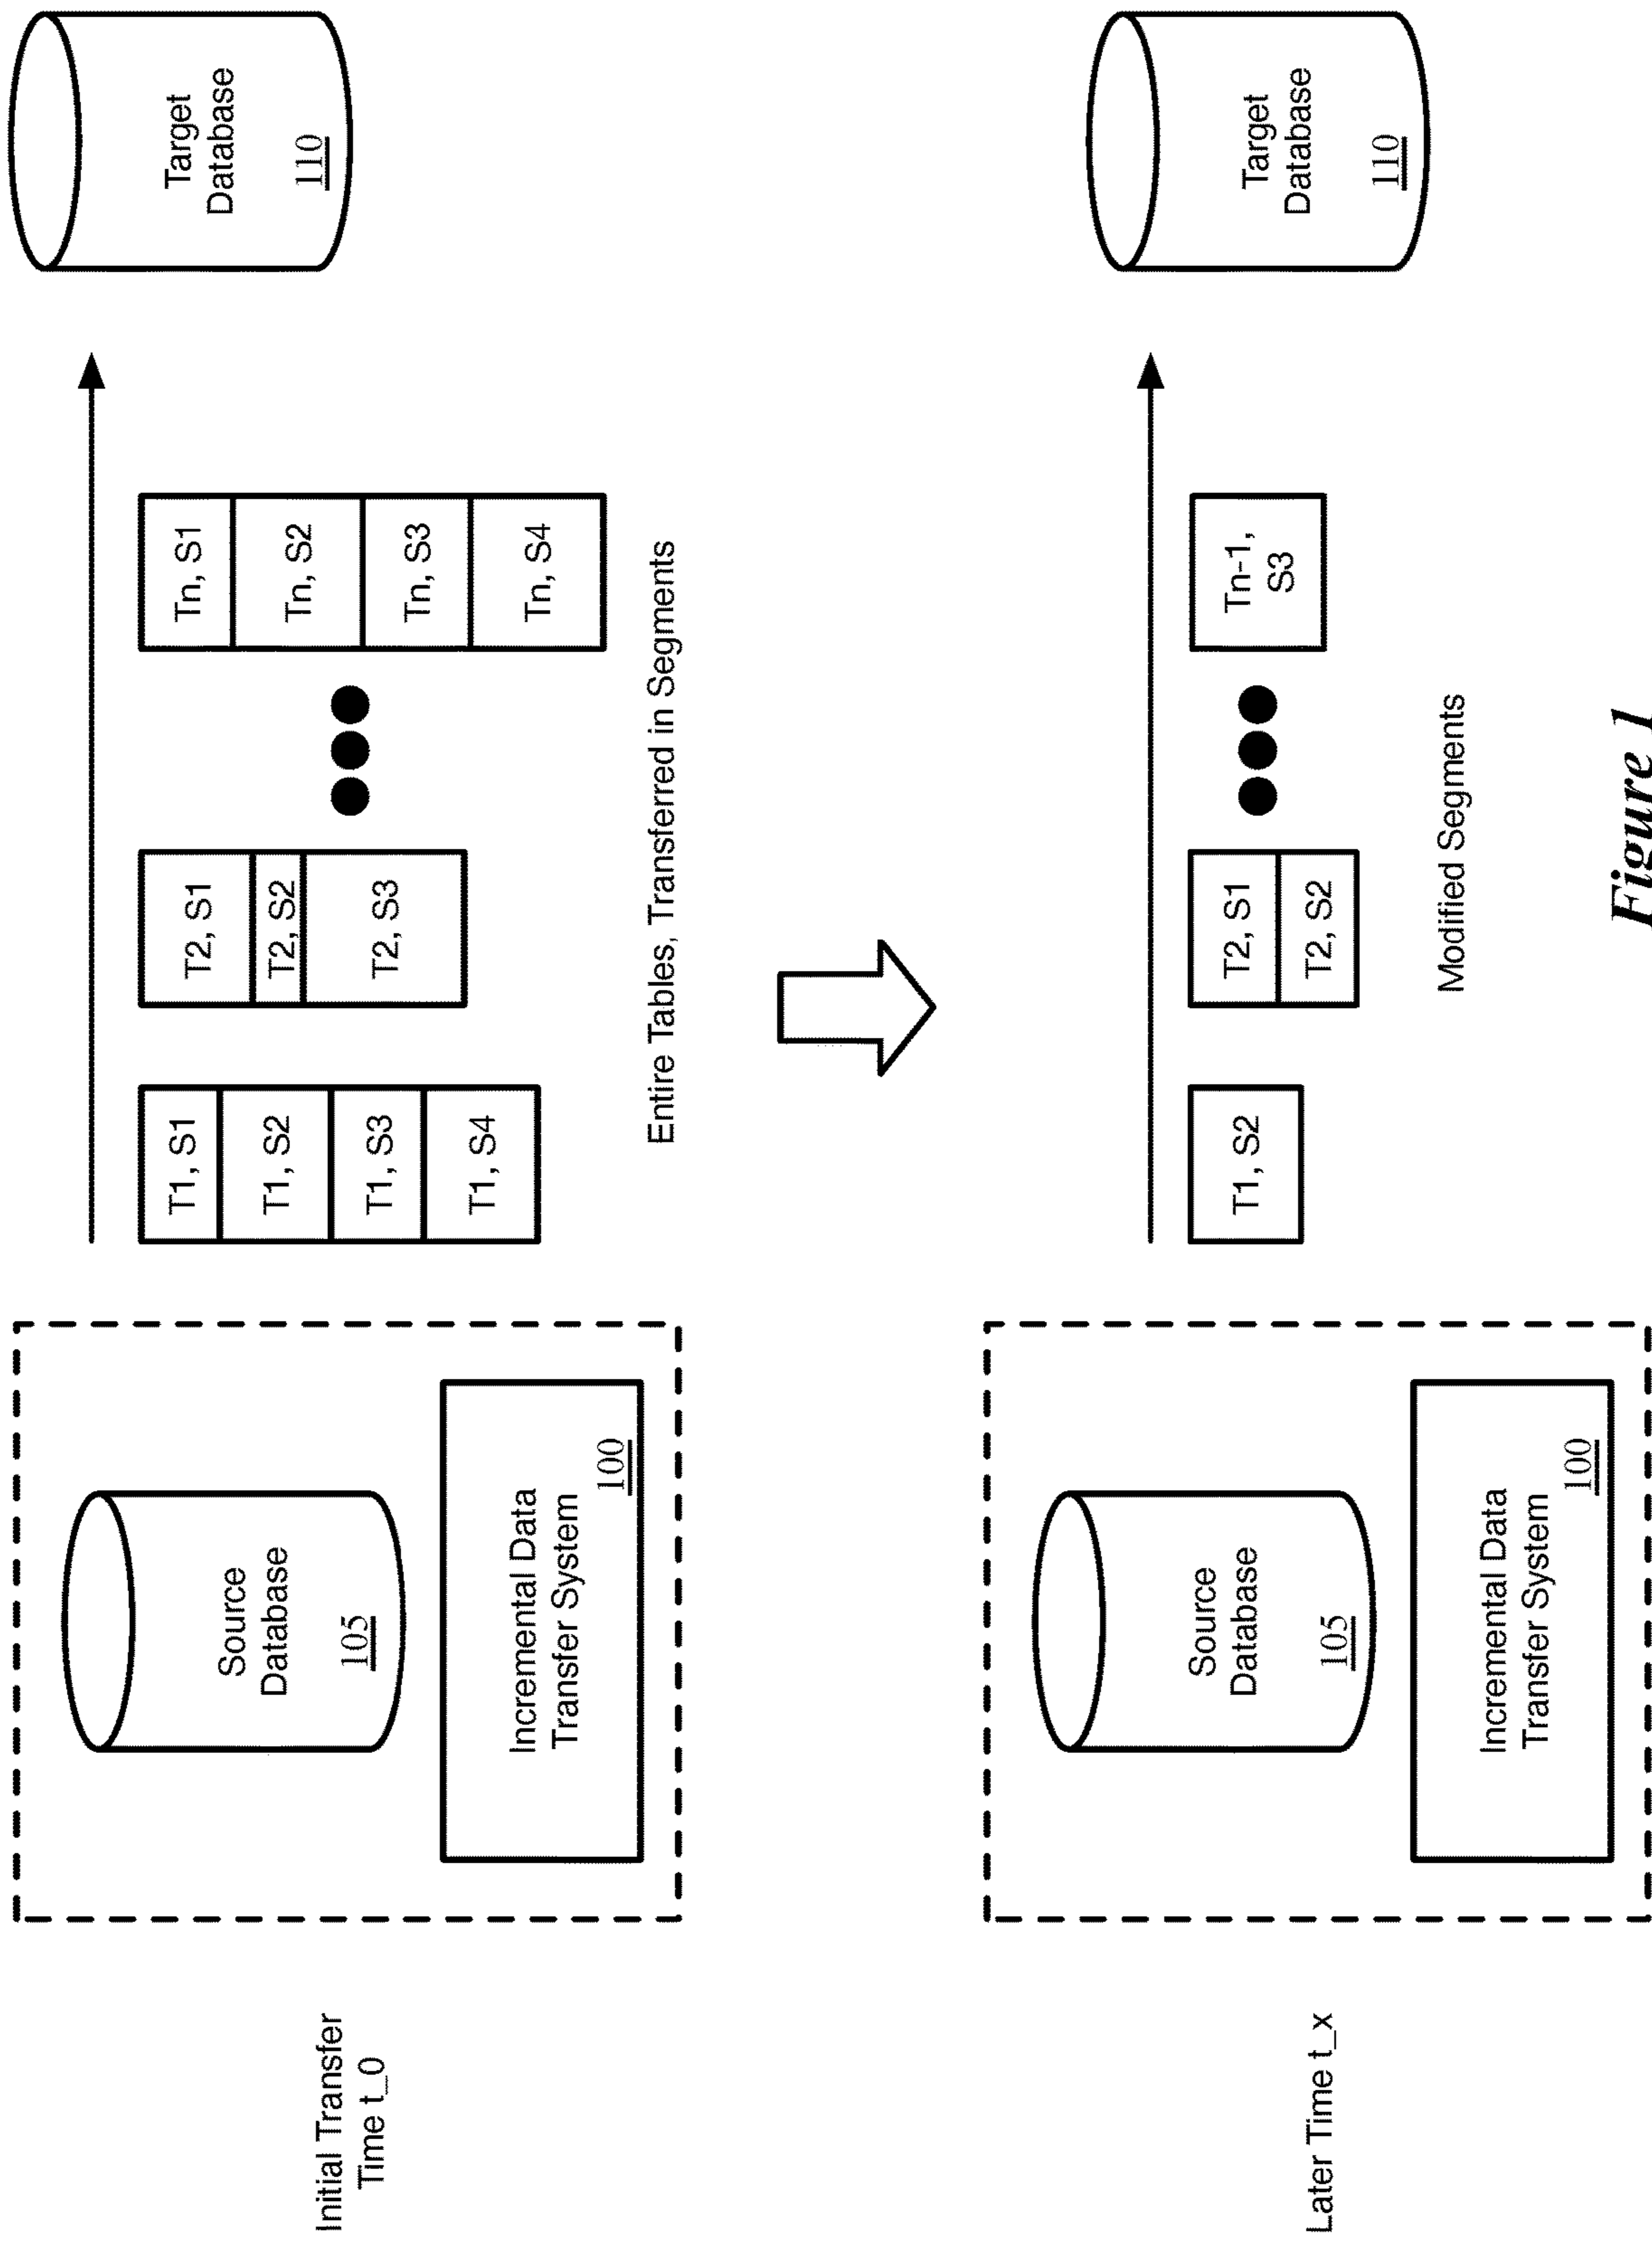 Initial Transfer
Time t_0
Source
Database
105
Incremental Data
Transfer System
100
T1, S1
T1, S2
T1, S3
T1, S4
T2, S1
T2, S2
T2, S3
Tn, S1
Tn, S2
Tn, S3
Tn, S4
Entire Tables, Transferred in Segments
Target
Database
110
Later Time t_x
Source
Database
105
Incremental Data
Transfer System
100
T1, S2
T2, S1
T2, S2
Tn-1,
S3
Modified Segments
Target
Database
110
Figure 1